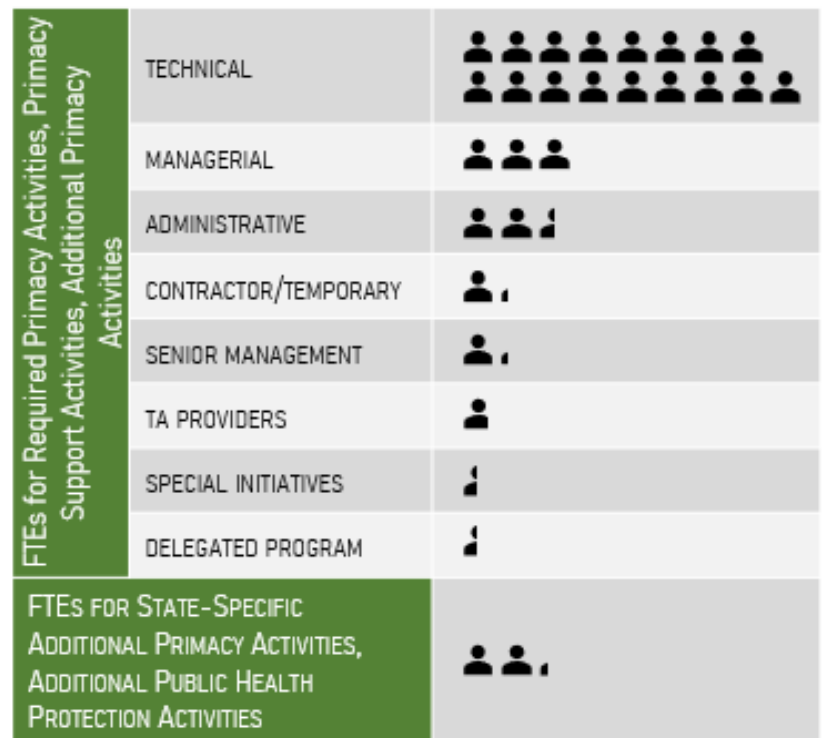 FTEs for Required Primacy Activities, Primacy
Support Activities, Additional Primacy
Activities
TECHNICAL
MANAGERIAL
ADMINISTRATIVE
CONTRACTOR/TEMPORARY
SENIOR MANAGEMENT
TA PROVIDERS
SPECIAL INITIATIVES
DELEGATED PROGRAM
FTES FOR STATE-SPECIFIC
ADDITIONAL PRIMACY ACTIVITIES,
ADDITIONAL PUBLIC HEALTH
PROTECTION ACTIVITIES